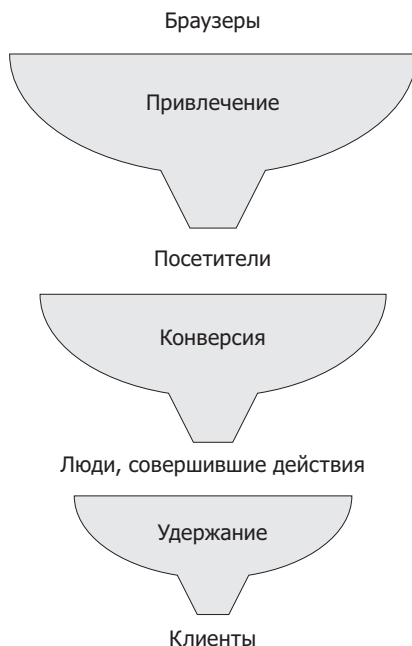 Браузеры
Привлечение
Посетители
Конверсия
Люди, совершившие действия
Удержание
Клиенты